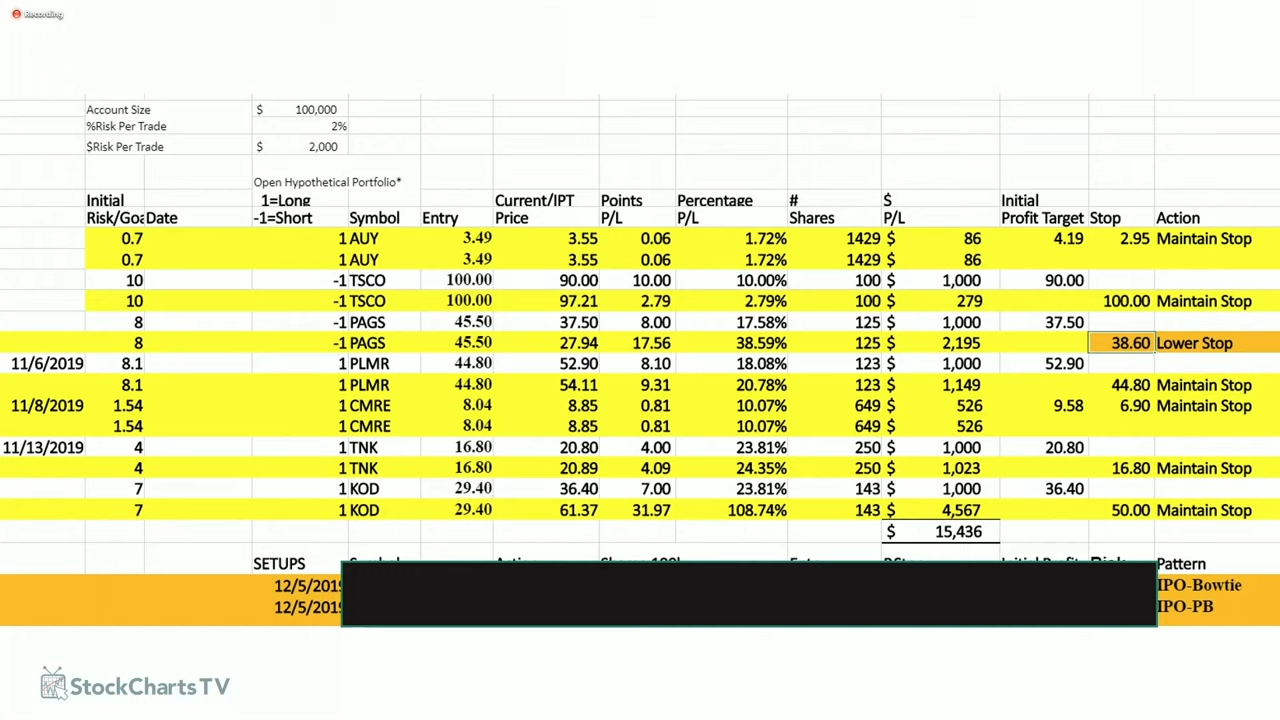 Recording
Account Size $ 100,000
%Risk Per Trade 2%
$Risk Per Trade $ 2,000
Open Hypothetical Portfolio*
Initial 1=Long Current/IPT Points Percentage # $ Initial
Risk/Goa Date -1=Short Symbol Entry Price P/L P/L Shares P/L Profit Target Stop Action
0.7 1 AUY 3.49 3.55 0.06 1.72% 1429 $ 86 4.19 2.95 Maintain Stop
0.7 1 AUY 3.49 3.55 0.06 1.72% 1429 $ 86
10 -1 TSCO 100.00 90.00 10.00 10.00% 100 $ 1,000 90.00
10 -1 TSCO 100.00 97.21 2.79 2.79% 100 $ 279 100.00 Maintain Stop
8 -1 PAGS 45.50 37.50 8.00 17.58% 125 $ 1,000 37.50
8 -1 PAGS 45.50 27.94 17.56 38.59% 125 $ 2,195 38.60 Lower Stop
11/6/2019 8.1 1 PLMR 44.80 52.90 8.10 18.08% 123 $ 1,000 52.90
8.1 1 PLMR 44.80 54.11 9.31 20.78% 123 $ 1,149 44.80 Maintain Stop
11/8/2019 1.54 1 CMRE 8.04 8.85 0.81 10.07% 649 $ 526 9.58 6.90 Maintain Stop
1.54 1 CMRE 8.04 8.85 0.81 10.07% 649 $ 526
11/13/2019 4 1 TNK 16.80 20.80 4.00 23.81% 250 $ 1,000 20.80
4 1 TNK 16.80 20.89 4.09 24.35% 250 $ 1,023 16.80 Maintain Stop
7 1 KOD 29.40 36.40 7.00 23.81% 143 $ 1,000 36.40
7 1 KOD 29.40 61.37 31.97 108.74% 143 $ 4,567 50.00 Maintain Stop
$ 15,436
SETUPS Pattern
12/5/2019 IPO-Bowtie
12/5/2019 IPO-PB
StockCharts TV